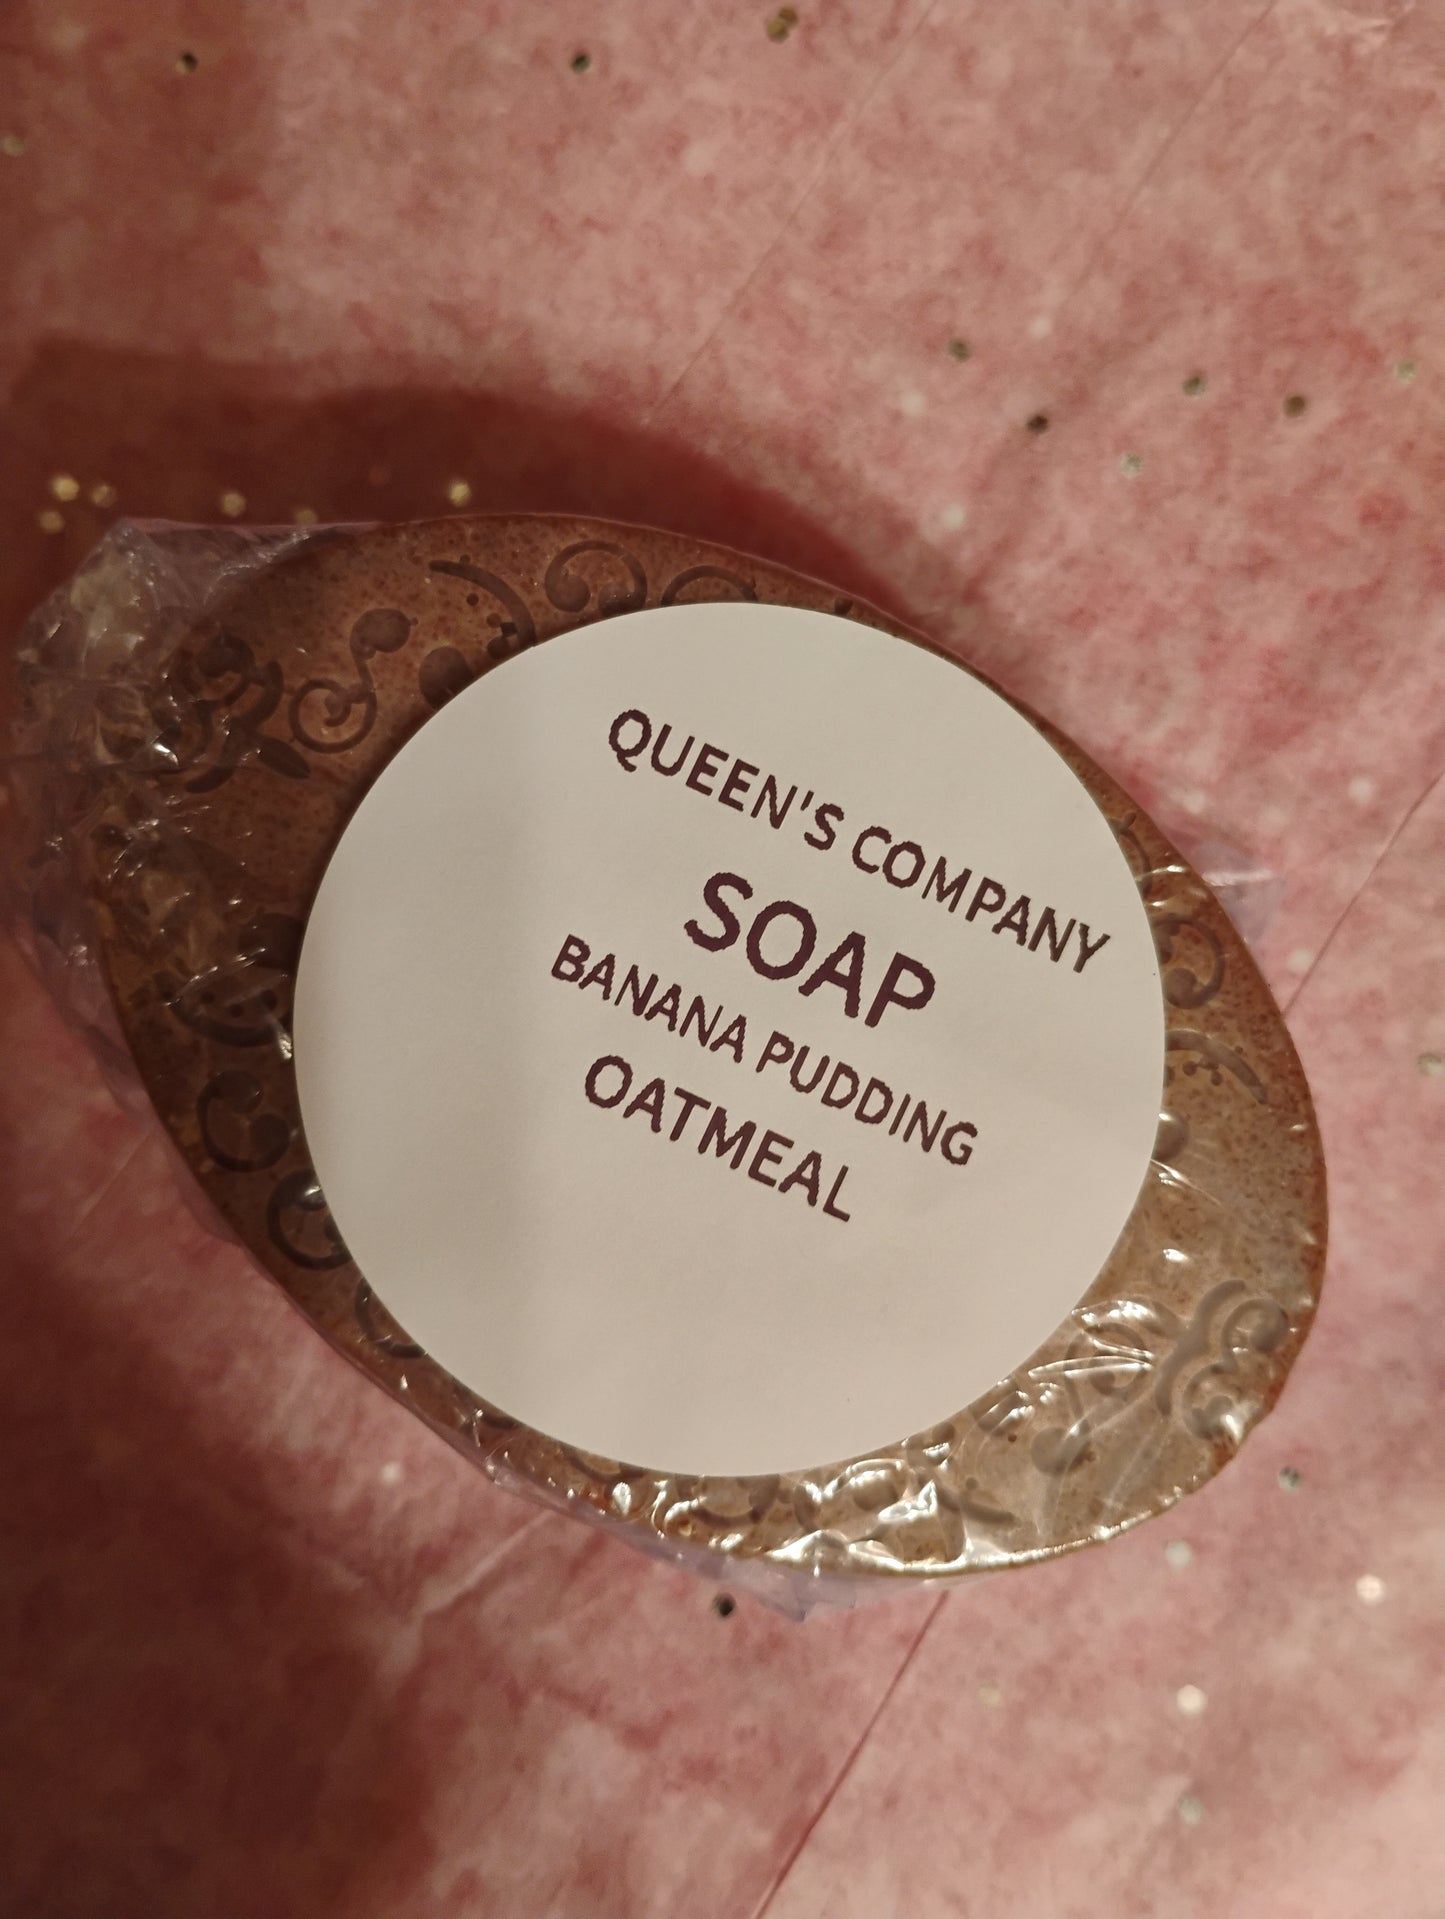 QUEEN'S COMPANY
SOAP
BANANA PUDDING
OATMEAL